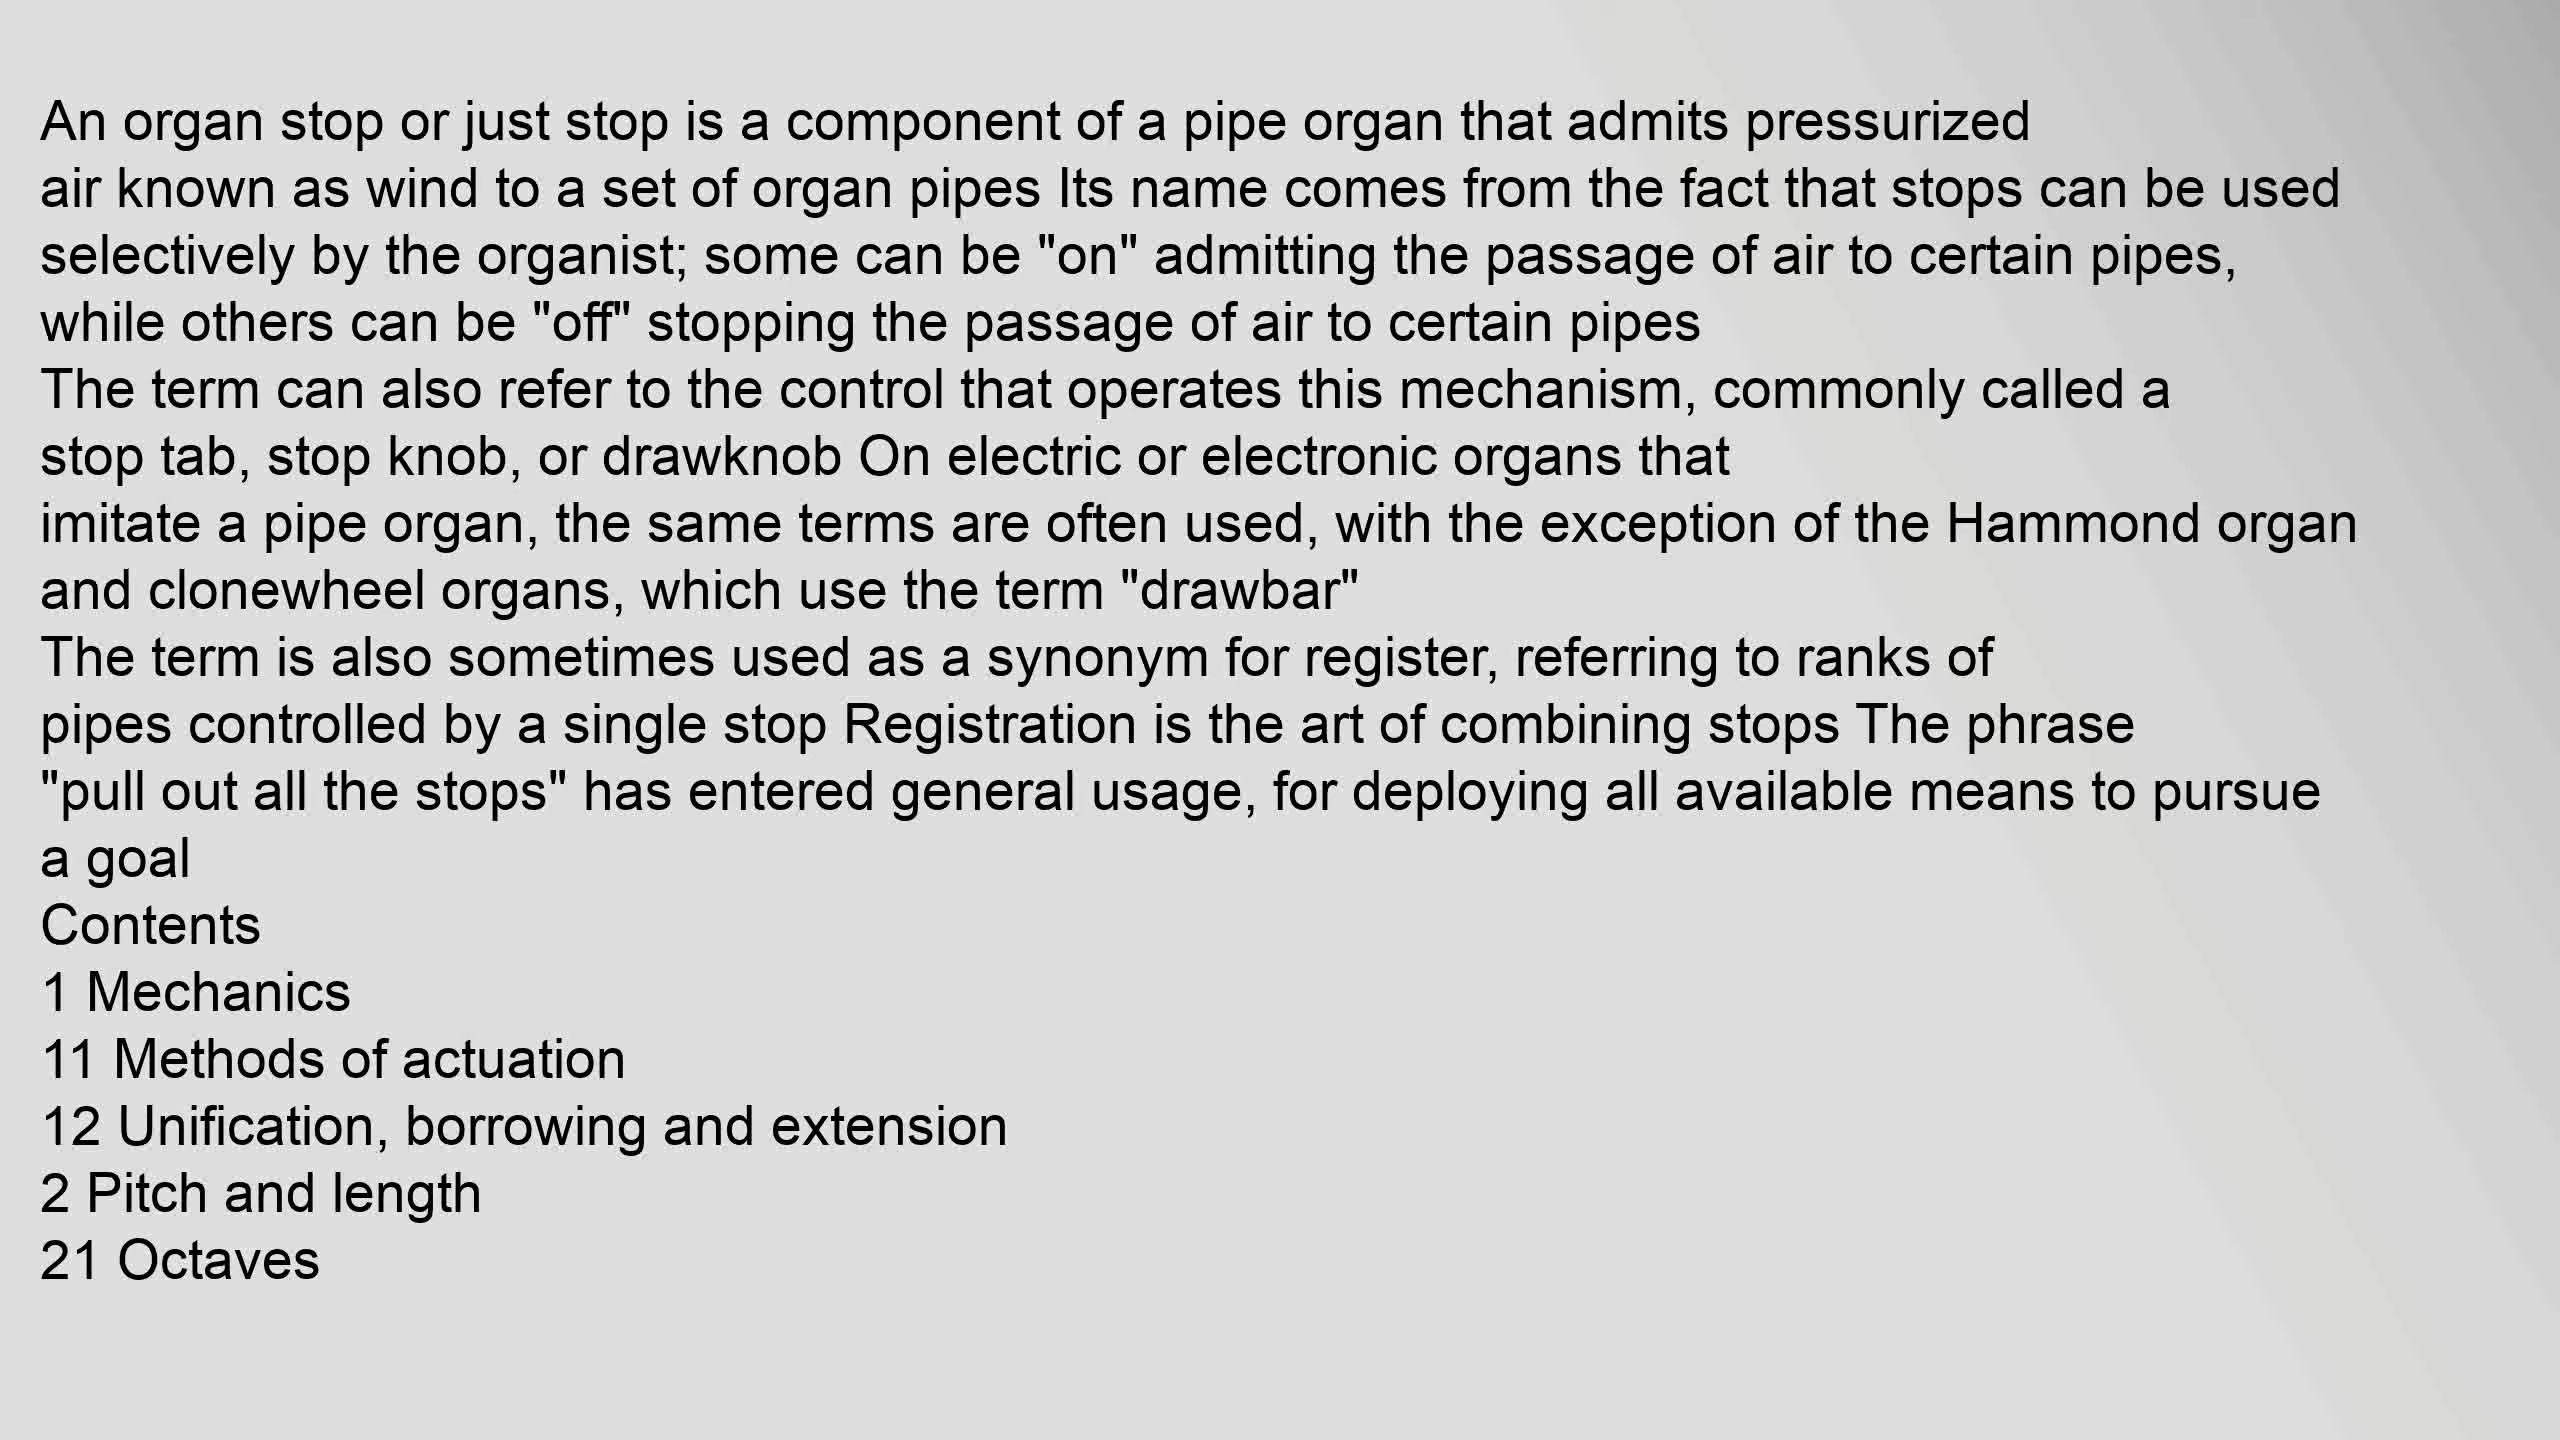 An organ stop or just stop is a component of a pipe organ that admits pressurized
air known as wind to a set of organ pipes Its name comes from the fact that stops can be used
selectively by the organist; some can be "on" admitting the passage of air to certain pipes,
while others can be "off" stopping the passage of air to certain pipes
The term can also refer to the control that operates this mechanism, commonly called a
stop tab, stop knob, or drawknob On electric or electronic organs that
imitate a pipe organ, the same terms are often used, with the exception of the Hammond organ
and clonewheel organs, which use the term "drawbar"
The term is also sometimes used as a synonym for register, referring to ranks of
pipes controlled by a single stop Registration is the art of combining stops The phrase
"pull out all the stops" has entered general usage, for deploying all available means to pursue
a goal
Contents
1 Mechanics
11 Methods of actuation
12 Unification, borrowing and extension
2 Pitch and length
21 Octaves